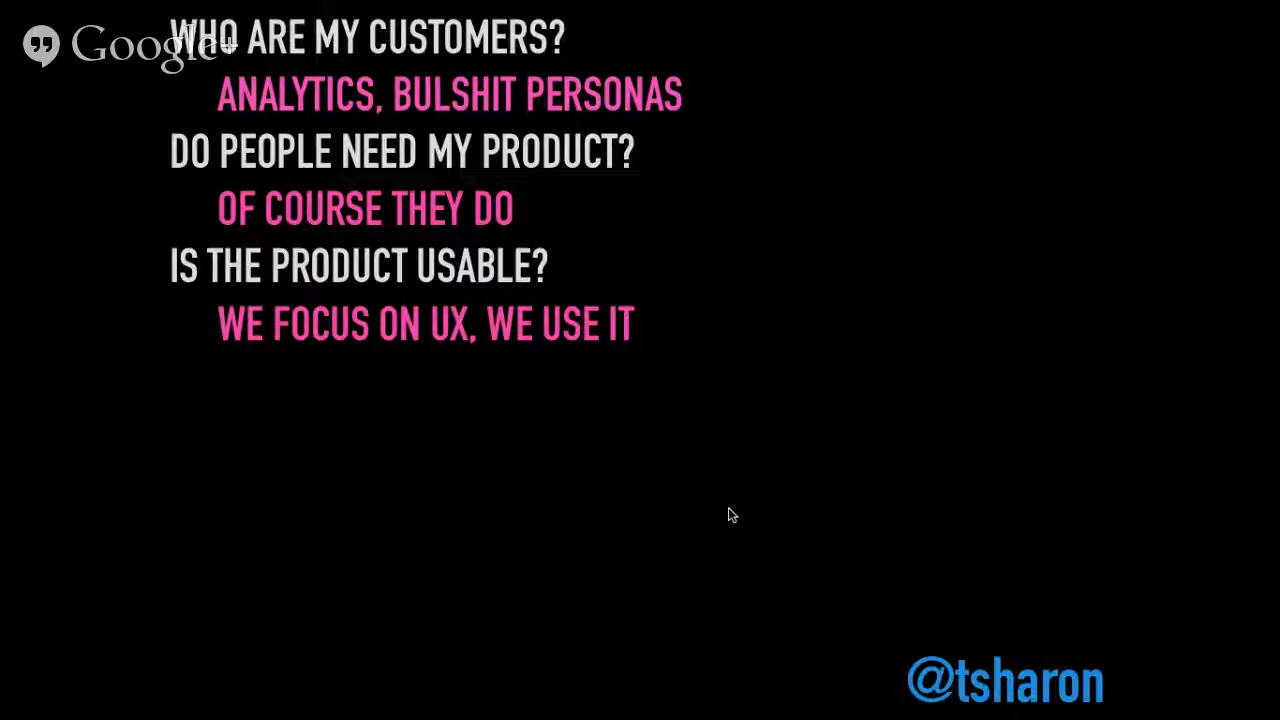 Google+
WHO ARE MY CUSTOMERS?
ANALYTICS, BULSHIT PERSONAS
DO PEOPLE NEED MY PRODUCT?
OF COURSE THEY DO
IS THE PRODUCT USABLE?
WE FOCUS ON UX, WE USE IT
@tsharon